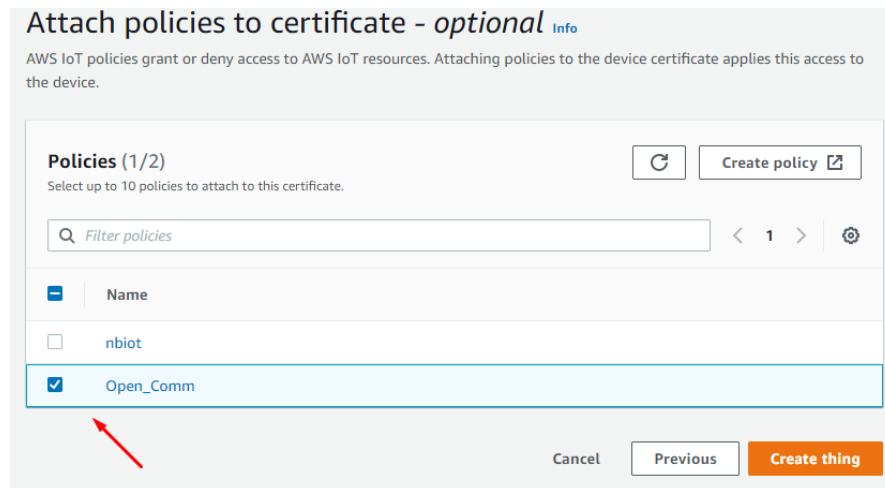 Attach policies to certificate - optional Info
AWS IoT policies grant or deny access to AWS IoT resources. Attaching policies to the device certificate applies this access to
the device.
Policies (1/2)
Create policy
Select up to 10 policies to attach to this certificate.
Filter policies
1
Name
nbiot
Open_Comm
Cancel
Previous
Create thing